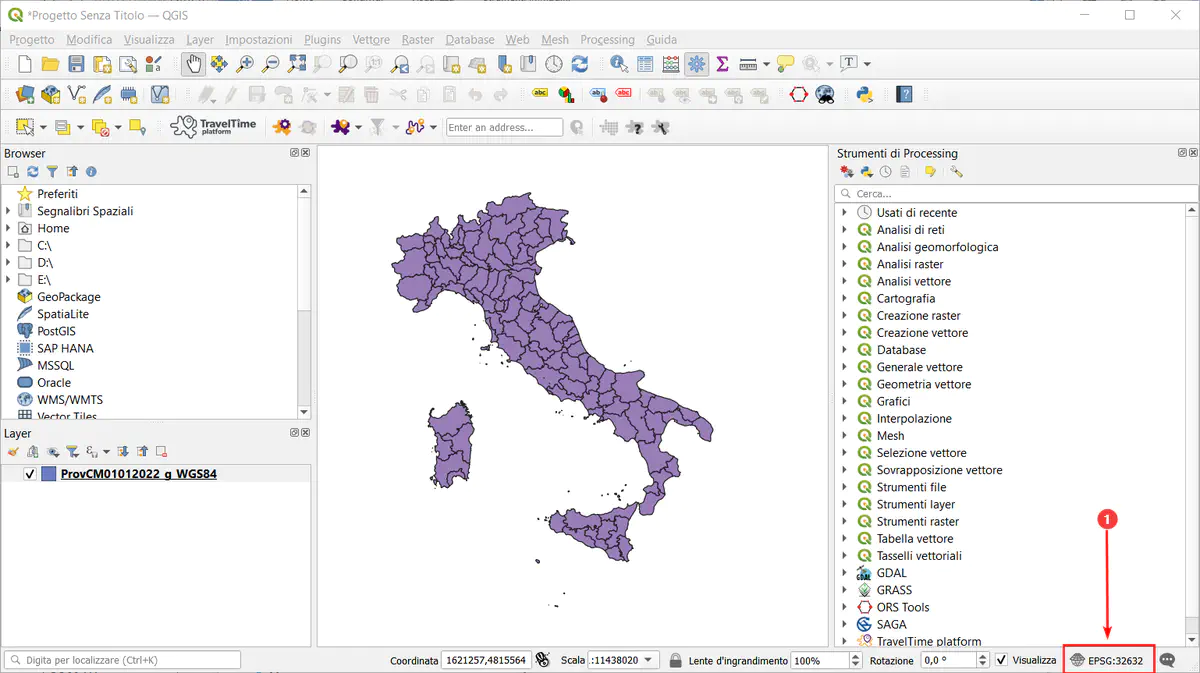 *Progetto Senza Titolo — QGIS
Progetto Modifica Visualizza Layer Impostazioni Plugins Vettore Raster Database Web Mesh Processing Guida
abc abc abc
TravelTime
platform
Enter an address...
Browser
Preferiti
Segnalibri Spaziali
Home
C:\
D:\
E:\
GeoPackage
SpatiaLite
PostGIS
SAP HANA
MSSQL
Oracle
WMS/WMTS
Vector Tiles
Layer
ProvCM01012022_g_WGS84
Strumenti di Processing
Cerca...
Usati di recente
Analisi di reti
Analisi geomorfologica
Analisi raster
Analisi vettore
Cartografia
Creazione raster
Creazione vettore
Database
Generale vettore
Geometria vettore
Grafici
Interpolazione
Mesh
Selezione vettore
Sovrapposizione vettore
Strumenti file
Strumenti layer
Strumenti raster
Tabella vettore
Tasselli vettoriali
GDAL
GRASS
ORS Tools
SAGA
TravelTime platform
1
Digita per localizzare (Ctrl+K) Coordinata 1621257,4815564 Scala :11438020 Lente d'ingrandimento 100% Rotazione 0,0 ° Visualizza EPSG:32632